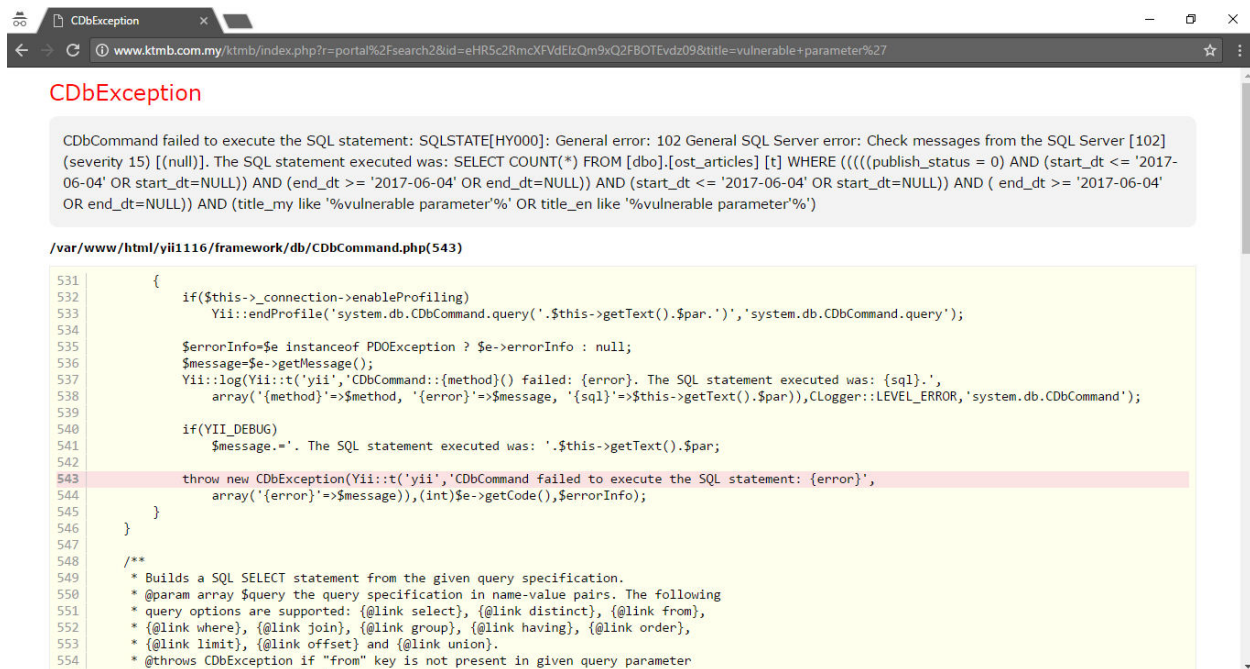 CDbException
www.ktmb.com.my/ktmb/index.php?r=portal%2Fsearch2&id=eHR5c2RmcXFVdElzQm9xQ2FBOTEvdz09&title=vulnerable+parameter%27
CDbException
CDbCommand failed to execute the SQL statement: SQLSTATE[HY000]: General error: 102 General SQL Server error: Check messages from the SQL Server [102]
(severity 15) [(null)]. The SQL statement executed was: SELECT COUNT(*) FROM [dbo].[ost_articles] [t] WHERE (((((publish_status = 0) AND (start_dt <= '2017-
06-04' OR start_dt=NULL)) AND (end_dt >= '2017-06-04' OR end_dt=NULL)) AND (start_dt <= '2017-06-04' OR start_dt=NULL)) AND ( end_dt >= '2017-06-04'
OR end_dt=NULL)) AND (title_my like '%vulnerable parameter'%' OR title_en like '%vulnerable parameter'%')
/var/www/html/yii1116/framework/db/CDbCommand.php(543)
531 {
532 if($this->_connection->enableProfiling)
533 Yii::endProfile('system.db.CDbCommand.query('.$this->getText().$par.')','system.db.CDbCommand.query');
534
535 $errorInfo=$e instanceof PDOException ? $e->errorInfo : null;
536 $message=$e->getMessage();
537 Yii::log(Yii::t('yii','CDbCommand::{method}() failed: {error}. The SQL statement executed was: {sql}.',
538 array('{method}'=>$method, '{error}'=>$message, '{sql}'=>$this->getText().$par)),CLogger::LEVEL_ERROR,'system.db.CDbCommand');
539
540 if(YII_DEBUG)
541 $message.='. The SQL statement executed was: '.$this->getText().$par;
542
543 throw new CDbException(Yii::t('yii','CDbCommand failed to execute the SQL statement: {error}',
544 array('{error}'=>$message)),(int)$e->getCode(),$errorInfo);
545 }
546 }
547
548 /**
549 * Builds a SQL SELECT statement from the given query specification.
550 * @param array $query the query specification in name-value pairs. The following
551 * query options are supported: {@link select}, {@link distinct}, {@link from},
552 * {@link where}, {@link join}, {@link group}, {@link having}, {@link order},
553 * {@link limit}, {@link offset} and {@link union}.
554 * @throws CDbException if "from" key is not present in given query parameter